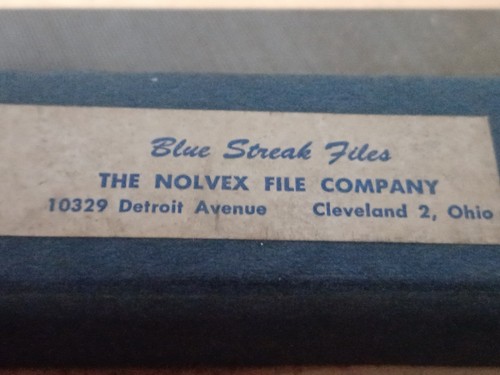 Blue Streak Files
THE NOLVEX FILE COMPANY
10329 Detroit Avenue Cleveland 2, Ohio